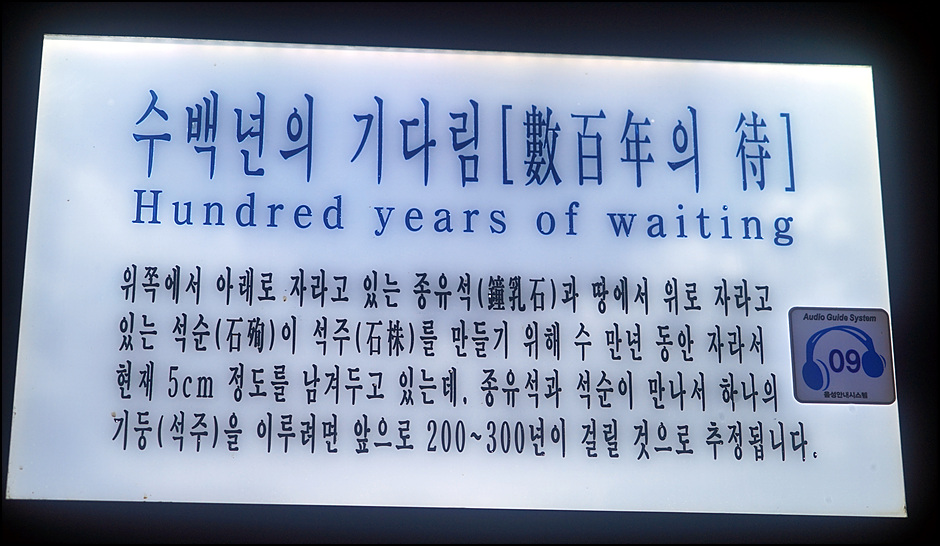 수백년의 기다림[數百年의 待]
Hundred years of waiting
위쪽에서 아래로 자라고 있는 종유석(鐘乳石)과 땅에서 위로 자라고
있는 석순(石殉)이 석주(石株)를 만들기 위해 수 만년 동안 자라서
현재 5cm 정도를 남겨두고 있는데, 종유석과 석순이 만나서 하나의
기둥(석주)을 이루려면 앞으로 200~300년이 걸릴 것으로 추정됩니다.
Audio Guide System
09
음성안내시스템